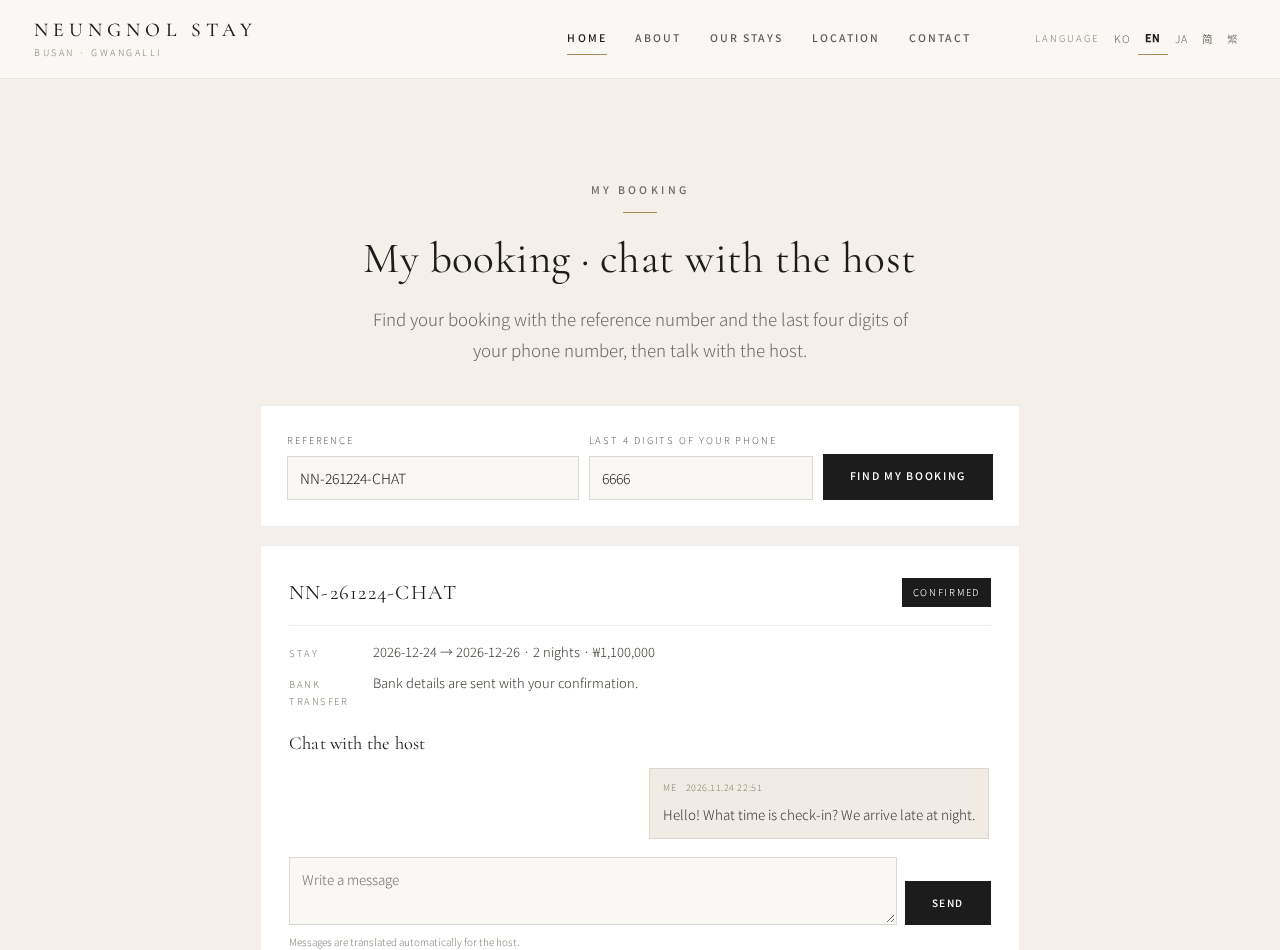 NEUNGNOL STAY
BUSAN · GWANGALLI
HOME ABOUT OUR STAYS LOCATION CONTACT
LANGUAGE KO EN JA 简 繁
MY BOOKING
My booking · chat with the host
Find your booking with the reference number and the last four digits of
your phone number, then talk with the host.
REFERENCE
LAST 4 DIGITS OF YOUR PHONE
NN-261224-CHAT
6666
FIND MY BOOKING
NN-261224-CHAT
CONFIRMED
STAY
2026-12-24 → 2026-12-26 · 2 nights · ₩1,100,000
BANK
TRANSFER
Bank details are sent with your confirmation.
Chat with the host
ME 2026.11.24 22:51
Hello! What time is check-in? We arrive late at night.
Write a message
SEND
Messages are translated automatically for the host.